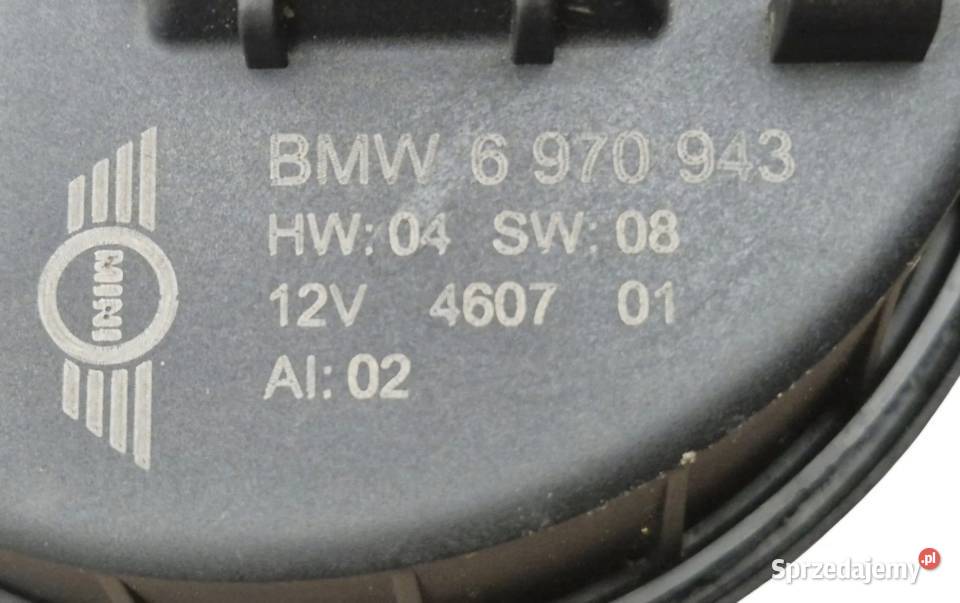 BMW 6 970 943
HW: 04 SW: 08
12V 4607 01
AI: 02
MINI
Sprzedajemy.pl